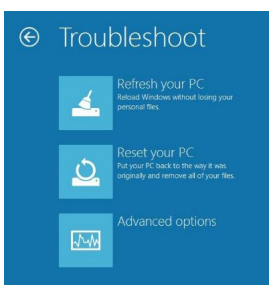 Troubleshoot
Refresh your PC
Reload Windows without losing your
personal files.
Reset your PC
Put your PC back to the way it was
originally and remove all of your files.
Advanced options